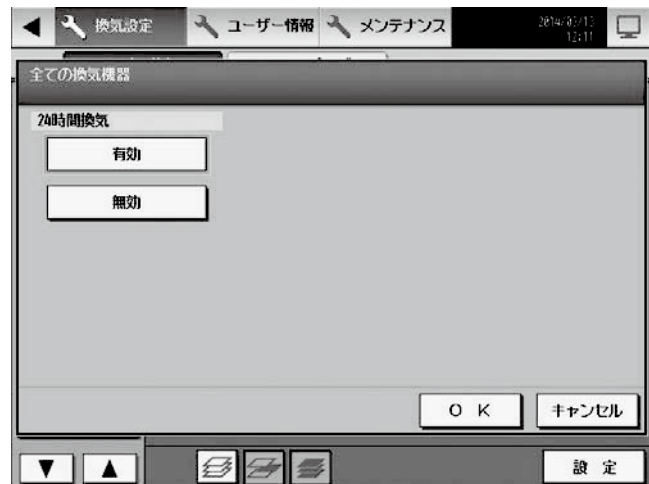 換気設定 ユーザー情報 メンテナンス 2014/03/13
12:11
全ての換気機器
24時間換気
有効
無効
O K キャンセル
設 定